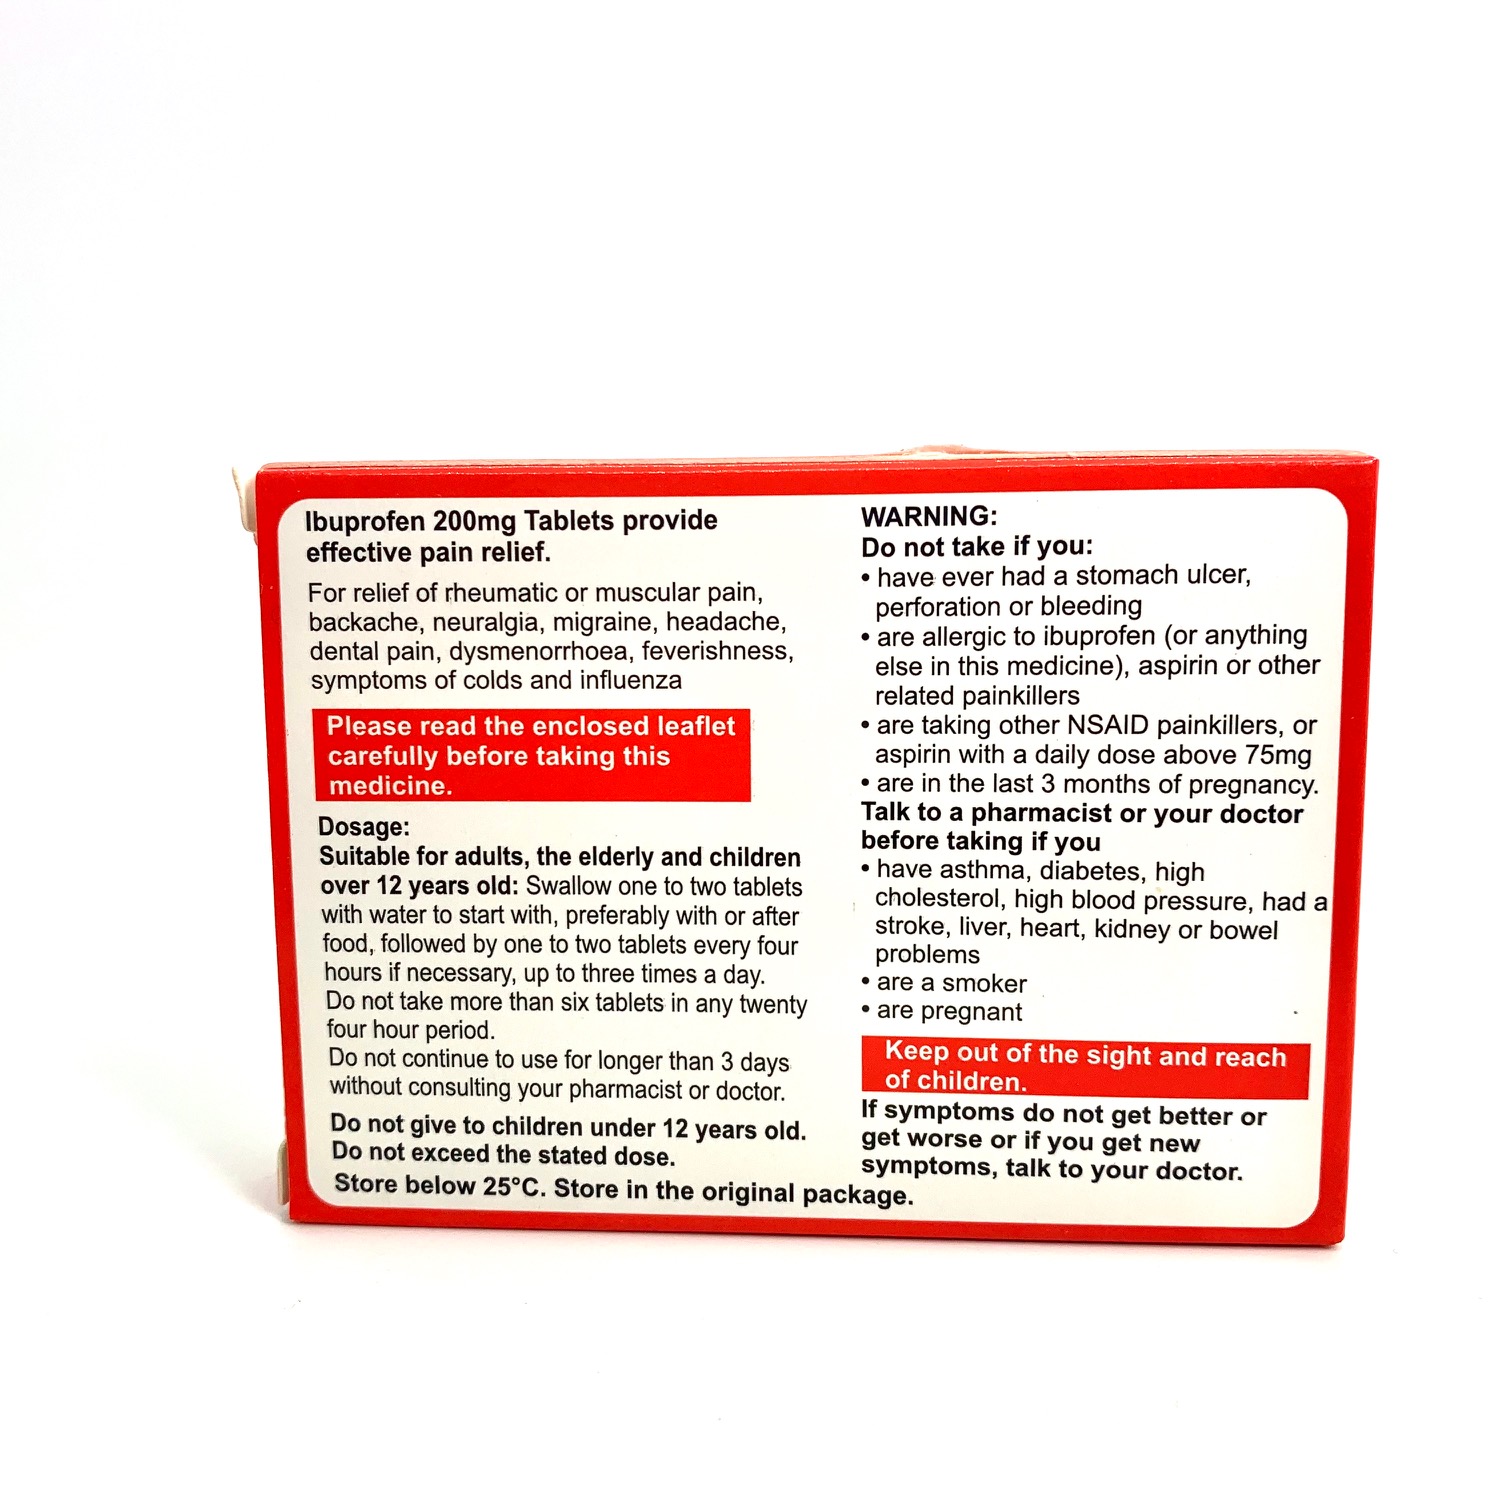 Ibuprofen 200mg Tablets provide
effective pain relief.
For relief of rheumatic or muscular pain,
backache, neuralgia, migraine, headache,
dental pain, dysmenorrhoea, feverishness,
symptoms of colds and influenza
Please read the enclosed leaflet
carefully before taking this
medicine.
Dosage:
Suitable for adults, the elderly and children
over 12 years old: Swallow one to two tablets
with water to start with, preferably with or after
food, followed by one to two tablets every four
hours if necessary, up to three times a day.
Do not take more than six tablets in any twenty
four hour period.
Do not continue to use for longer than 3 days
without consulting your pharmacist or doctor.
Do not give to children under 12 years old.
Do not exceed the stated dose.
Store below 25°C. Store in the original package.
WARNING:
Do not take if you:
• have ever had a stomach ulcer,
perforation or bleeding
• are allergic to ibuprofen (or anything
else in this medicine), aspirin or other
related painkillers
• are taking other NSAID painkillers, or
aspirin with a daily dose above 75mg
• are in the last 3 months of pregnancy.
Talk to a pharmacist or your doctor
before taking if you
• have asthma, diabetes, high
cholesterol, high blood pressure, had a
stroke, liver, heart, kidney or bowel
problems
• are a smoker
• are pregnant
Keep out of the sight and reach
of children.
If symptoms do not get better or
get worse or if you get new
symptoms, talk to your doctor.